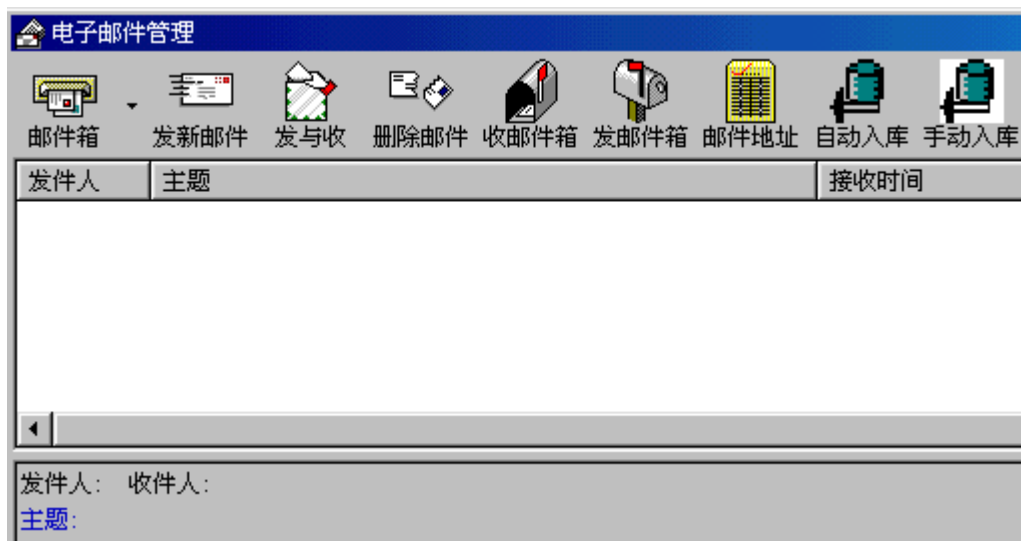 电子邮件管理
邮件箱 发新邮件 发与收 删除邮件 收邮件箱 发邮件箱 邮件地址 自动入库 手动入库
发件人 主题 接收时间
发件人: 收件人:
主题: